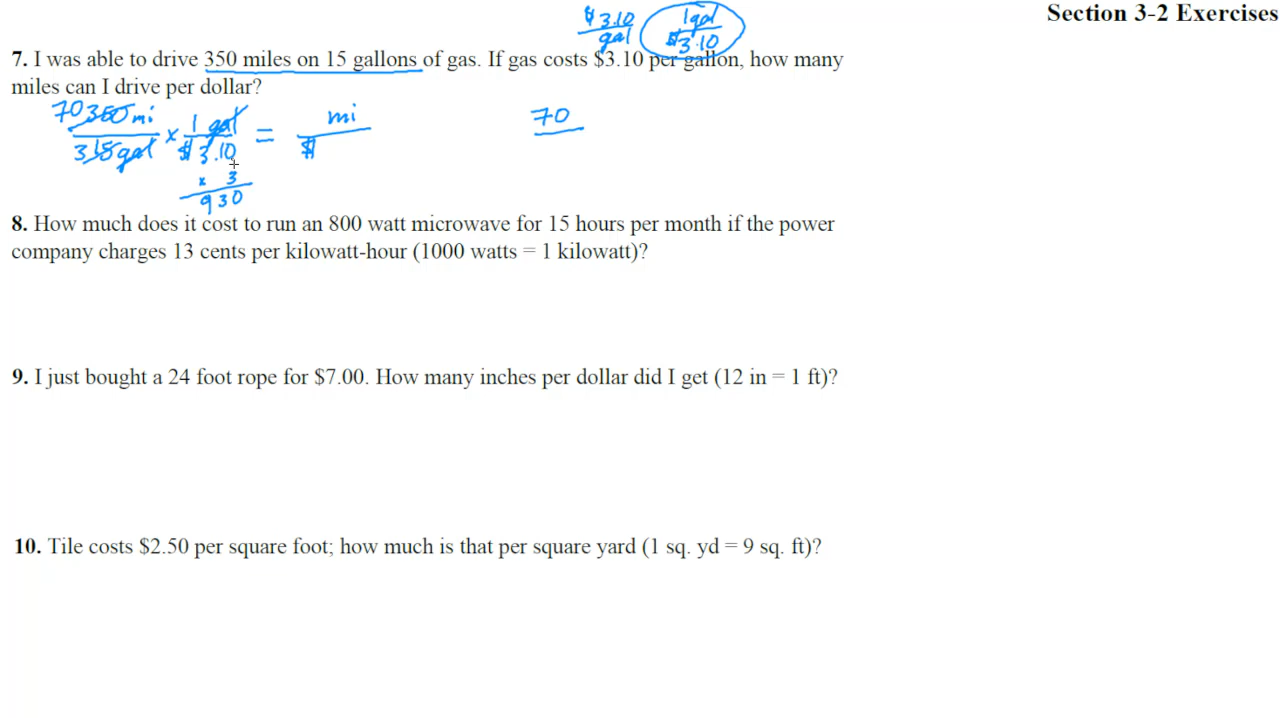 Section 3-2 Exercises
$3.10 / gal   1 gal / $3.10
7. I was able to drive 350 miles on 15 gallons of gas. If gas costs $3.10 per gallon, how many
miles can I drive per dollar?
70 350 mi   1 gal   mi   70
3 15 gal × $3.10 = $
× 3
930
8. How much does it cost to run an 800 watt microwave for 15 hours per month if the power
company charges 13 cents per kilowatt-hour (1000 watts = 1 kilowatt)?
9. I just bought a 24 foot rope for $7.00. How many inches per dollar did I get (12 in = 1 ft)?
10. Tile costs $2.50 per square foot; how much is that per square yard (1 sq. yd = 9 sq. ft)?